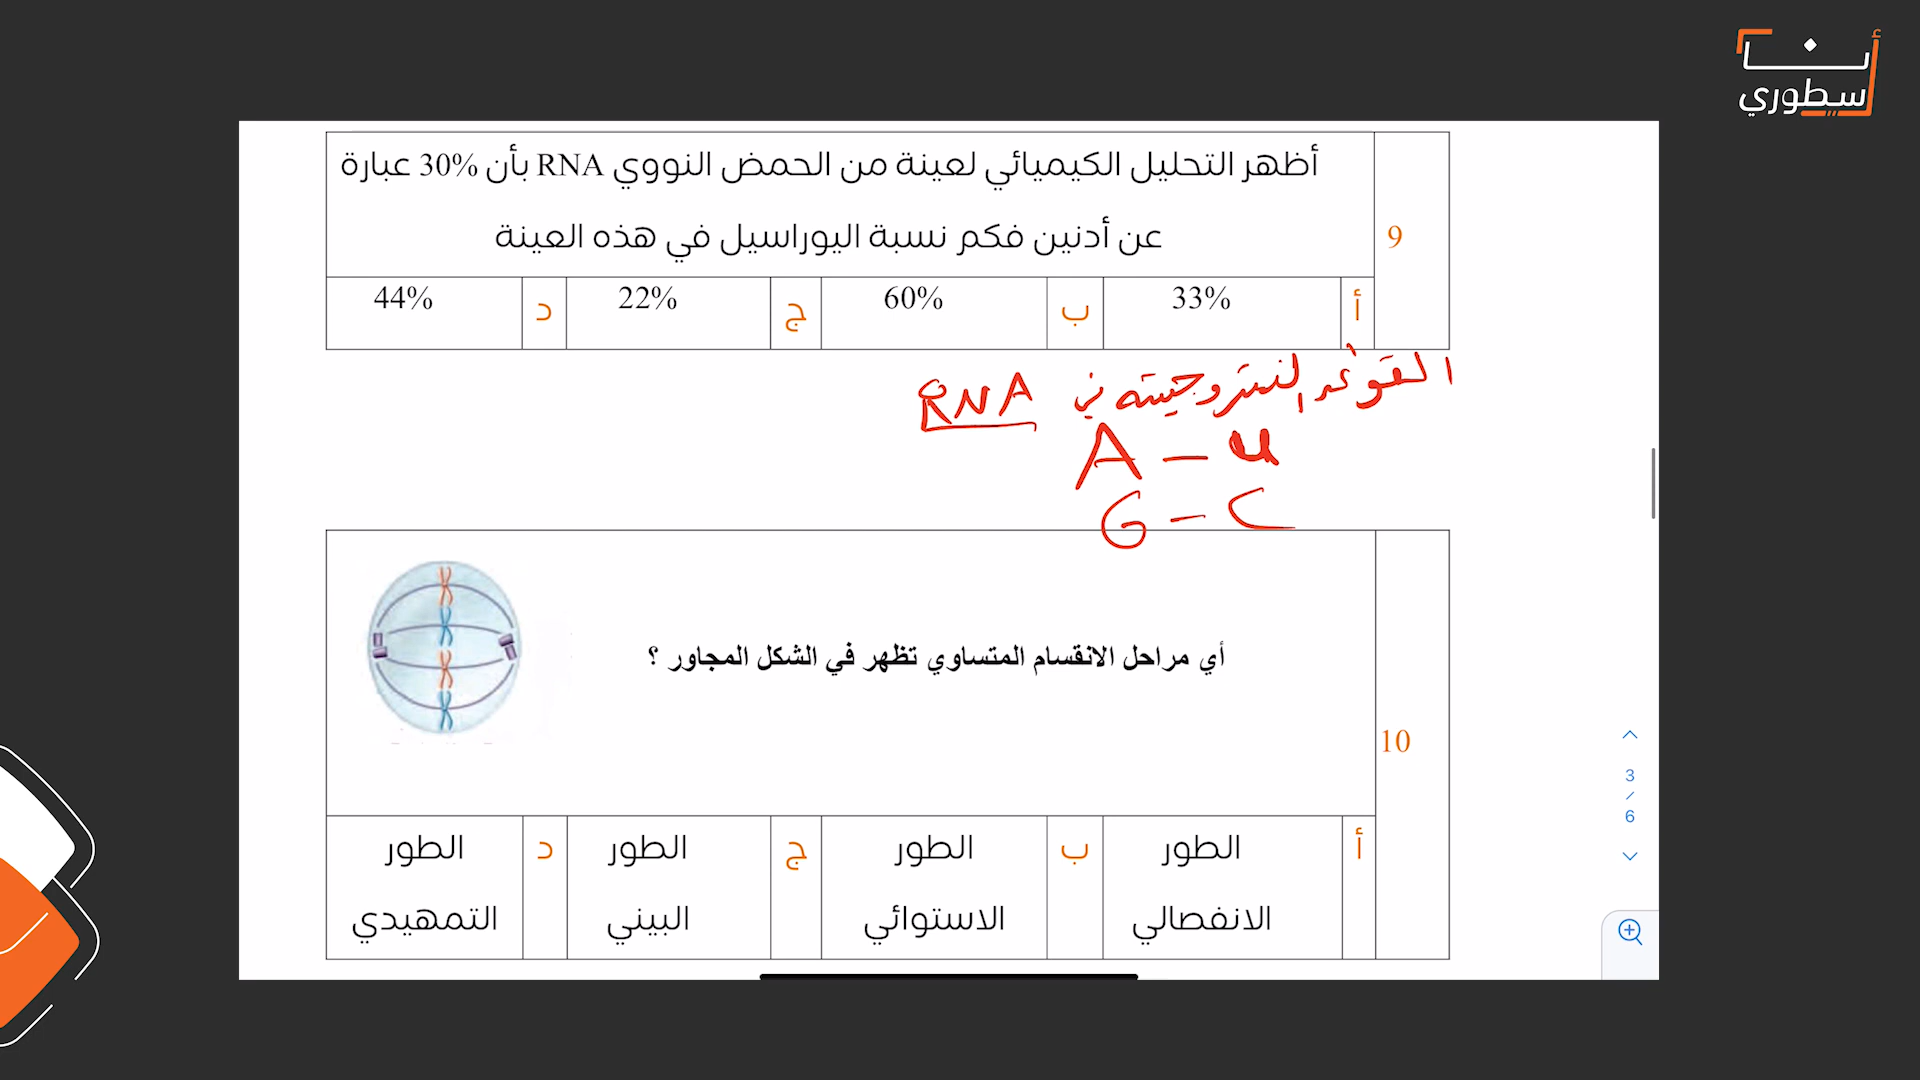 أنا
أسطوري
9
أظهر التحليل الكيميائي لعينة من الحمض النووي RNA بأن 30% عبارة
عن أدنين فكم نسبة اليوراسيل في هذه العينة
أ 33% ب 60% ج 22% د 44%
القواعد النيتروجينية في RNA
A - u
G - C
10
أي مراحل الانقسام المتساوي تظهر في الشكل المجاور ؟
أ الطور الانفصالي ب الطور الاستوائي ج الطور البيني د الطور التمهيدي
3
/
6